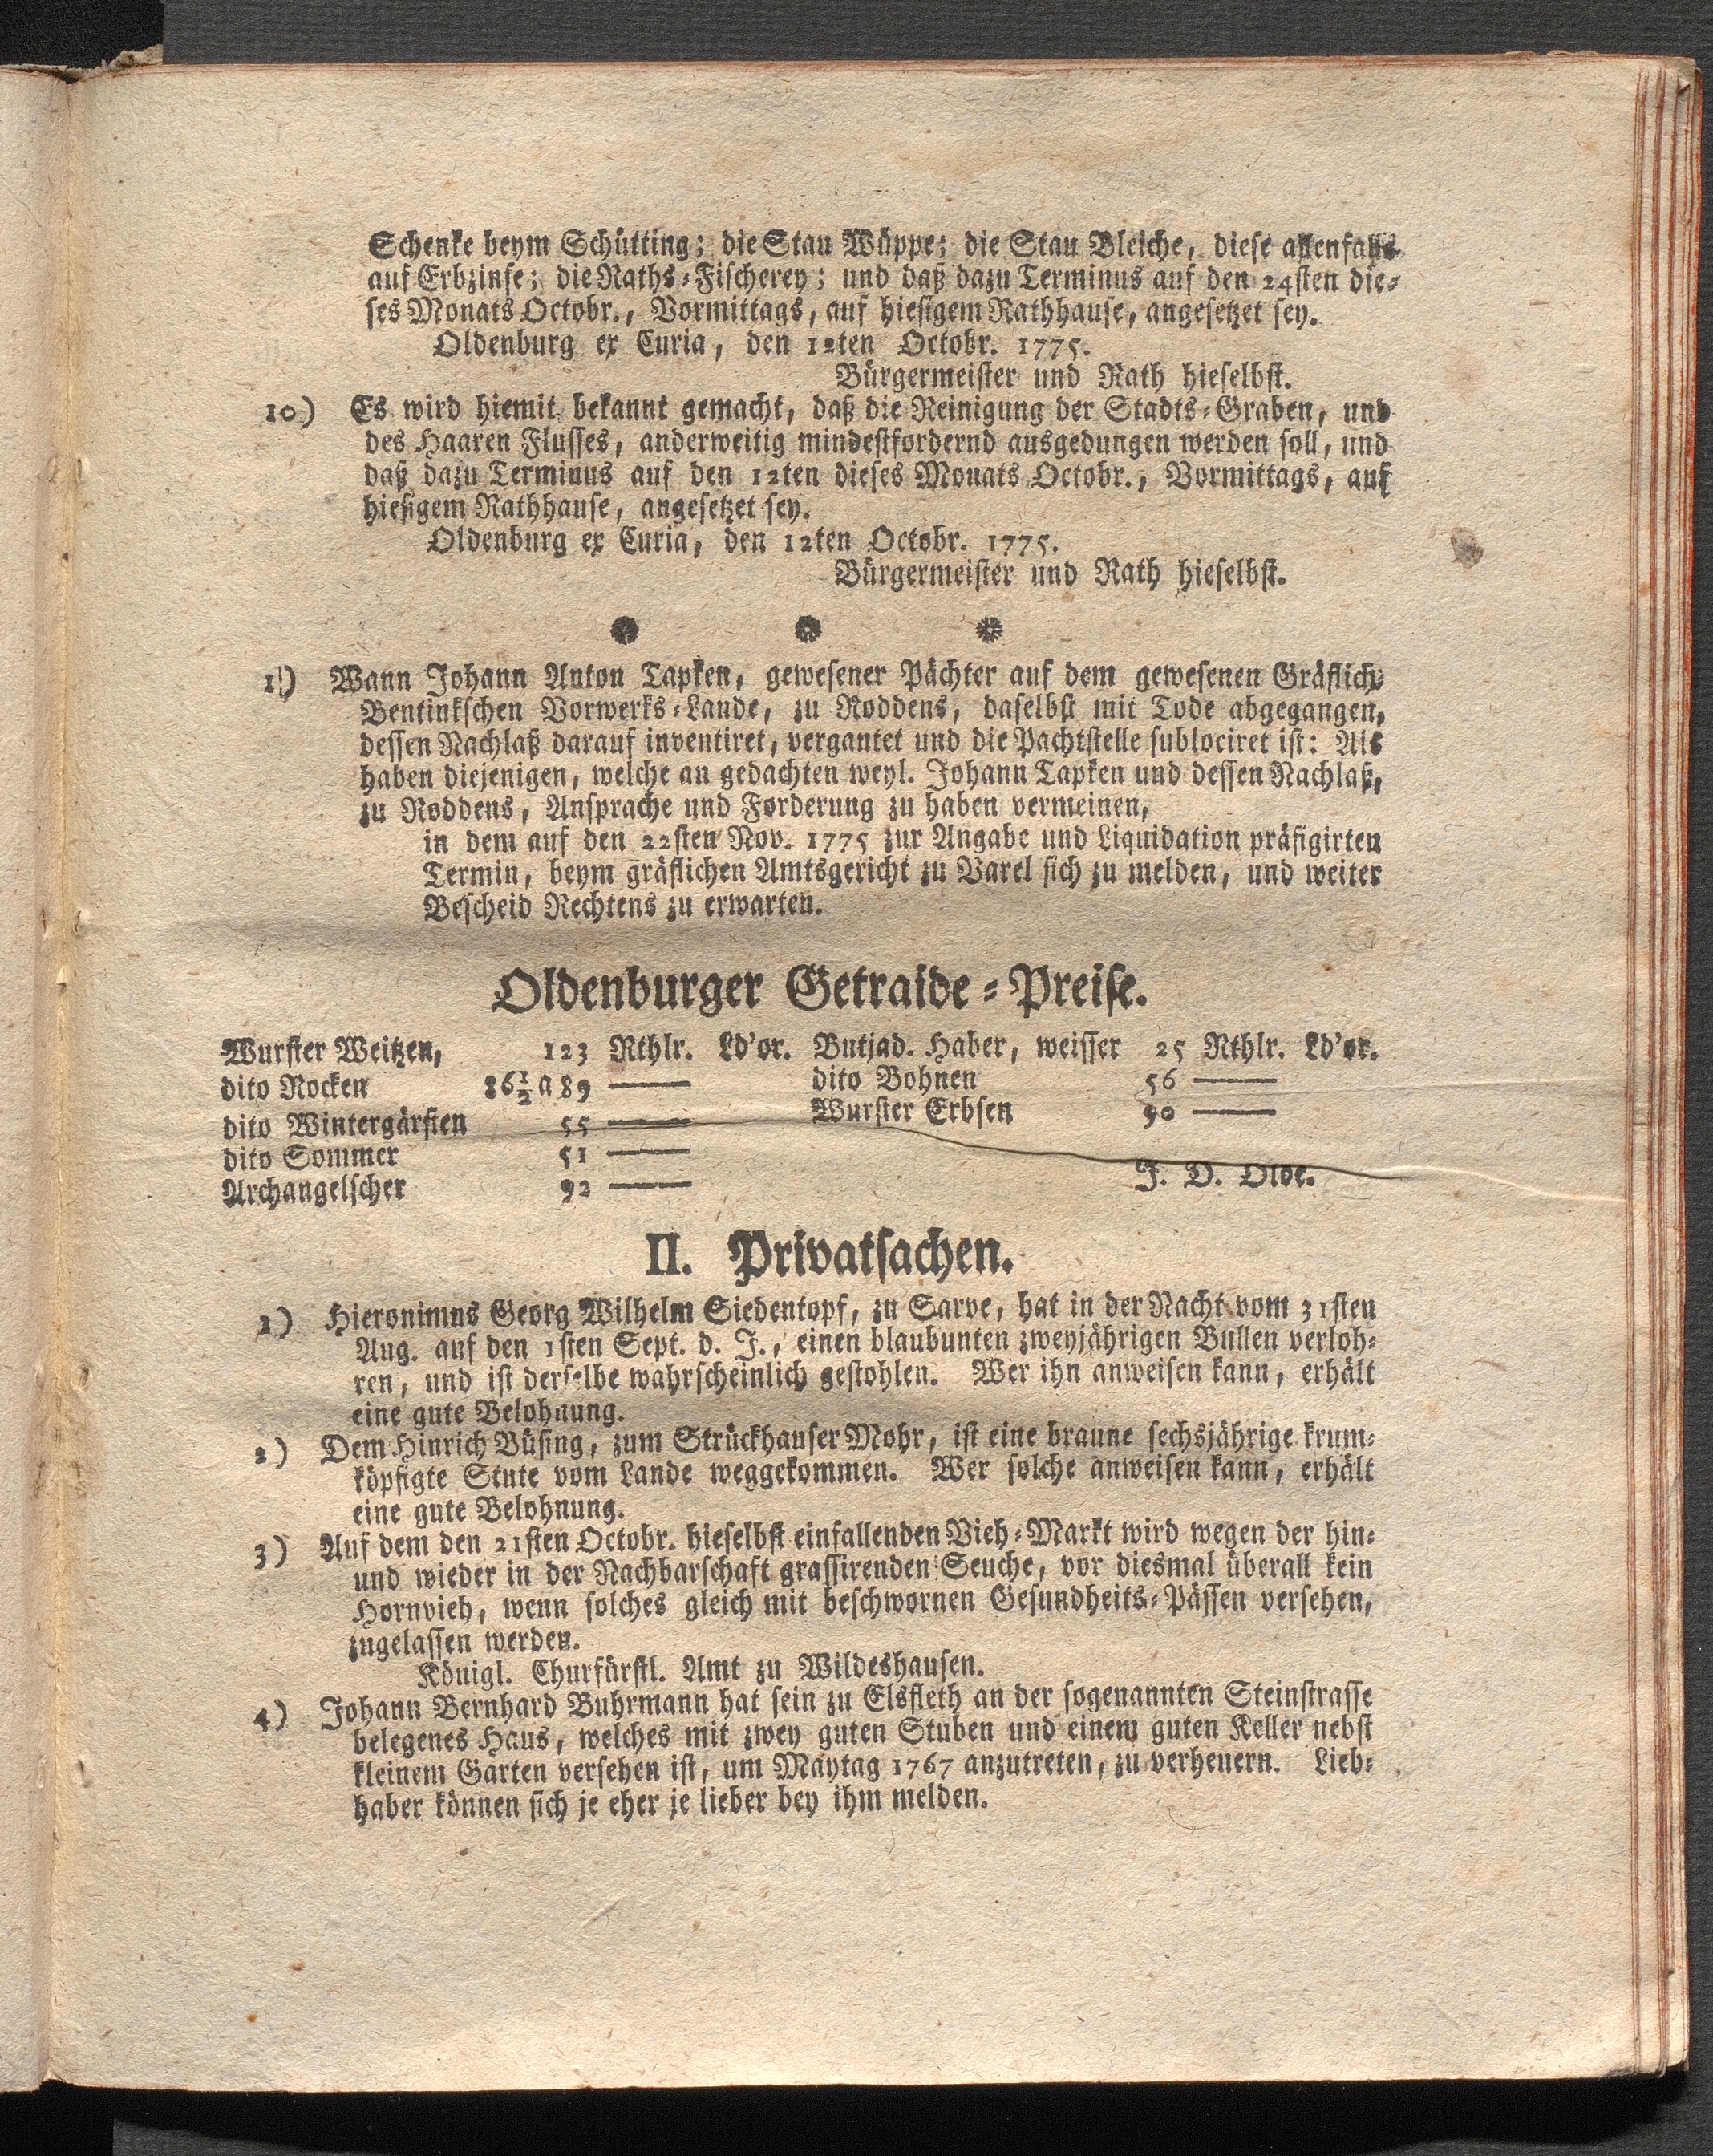 Schenke beym Schütting; die Stau Wüppe; die Stau Bleiche, diese allenfalls
auf Erbzinse; die Raths-Fischerey; und daß dazu Terminus auf den 24sten die-
ses Monats Octobr., Vormittags, auf hiesigem Rathhause, angesetzet sey.
Oldenburg ex Curia, den 12ten Octobr. 1775.
Bürgermeister und Rath hieselbst.
10) Es wird hiemit bekannt gemacht, daß die Reinigung der Stadts-Graben, und
des Haaren Flusses, anderweitig mindestfordernd ausgedungen werden soll, und
daß dazu Terminus auf den 12ten dieses Monats Octobr., Vormittags, auf
hiesigem Rathhause, angesetzet sey.
Oldenburg ex Curia, den 12ten Octobr. 1775.
Bürgermeister und Rath hieselbst.
1) Wann Johann Anton Tapken, gewesener Pächter auf dem gewesenen Gräflich-
Bentinkschen Vorwerks-Lande, zu Roddens, daselbst mit Tode abgegangen,
dessen Nachlaß darauf inventiret, vergantet und die Pachtstelle sublociret ist: Als
haben diejenigen, welche an gedachten weyl. Johann Tapken und dessen Nachlaß,
zu Roddens, Ansprache und Forderung zu haben vermeinen,
in dem auf den 22sten Nov. 1775 zur Angabe und Liquidation präfigirten
Termin, beym gräflichen Amtsgericht zu Varel sich zu melden, und weiter
Bescheid Rechtens zu erwarten.
Oldenburger Getraide-Preise.
Wurster Weitzen, 123 Rthlr. Ld'or. Butjad. Haber, weisser 25 Rthlr. Ld'or.
dito Rocken 86½ a 89 —— dito Bohnen 56 ——
dito Wintergärsten 55 —— Wurster Erbsen 90 ——
dito Sommer 51 ——
Archangelscher 92 —— J. D. Olde.
II. Privatsachen.
1) Hieronimus Georg Wilhelm Siedentopf, zu Sarve, hat in der Nacht vom 31sten
Aug. auf den 1sten Sept. d. J., einen blaubunten zweyjährigen Bullen verloh-
ren, und ist derselbe wahrscheinlich gestohlen. Wer ihn anweisen kann, erhält
eine gute Belohnung.
2) Dem Hinrich Büsing, zum Strückhauser Mohr, ist eine braune sechsjährige krum-
köpfigte Stute vom Lande weggekommen. Wer solche anweisen kann, erhält
eine gute Belohnung.
3) Auf dem den 21sten Octobr. hieselbst einfallenden Vieh-Markt wird wegen der hin-
und wieder in der Nachbarschaft grassirenden Seuche, vor diesmal überall kein
Hornvieh, wenn solches gleich mit beschwornen Gesundheits-Pässen versehen,
zugelassen werden.
Königl. Churfürstl. Amt zu Wildeshausen.
4) Johann Bernhard Buhrmann hat sein zu Elsfleth an der sogenannten Steinstrasse
belegenes Haus, welches mit zwey guten Stuben und einem guten Keller nebst
kleinem Garten versehen ist, um Maytag 1767 anzutreten, zu verheuern. Lieb-
haber können sich je eher je lieber bey ihm melden.